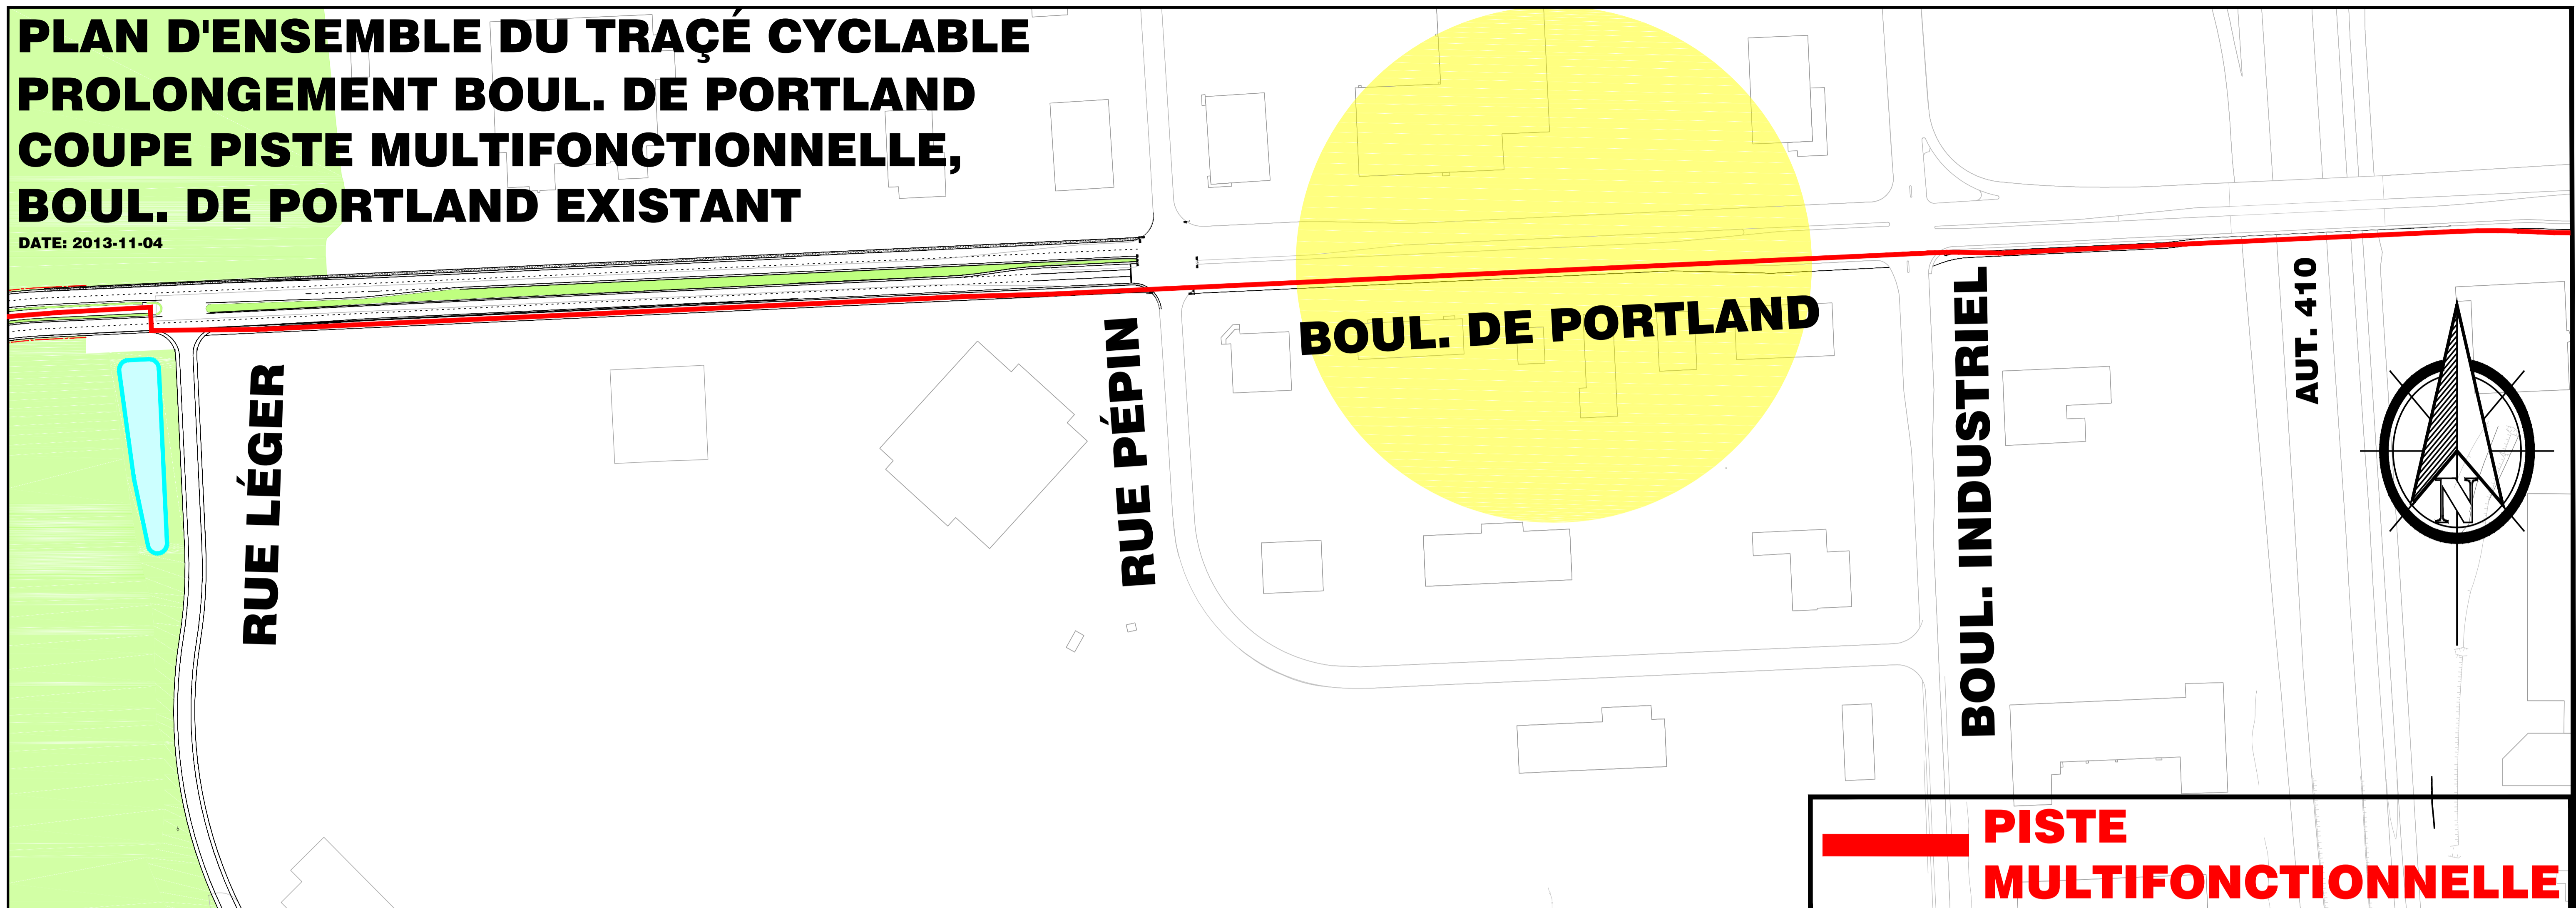 PLAN D'ENSEMBLE DU TRAÇÉ CYCLABLE
PROLONGEMENT BOUL. DE PORTLAND
COUPE PISTE MULTIFONCTIONNELLE,
BOUL. DE PORTLAND EXISTANT
DATE: 2013-11-04
RUE LÉGER
RUE PÉPIN
BOUL. DE PORTLAND
BOUL. INDUSTRIEL
AUT. 410
N
PISTE
MULTIFONCTIONNELLE